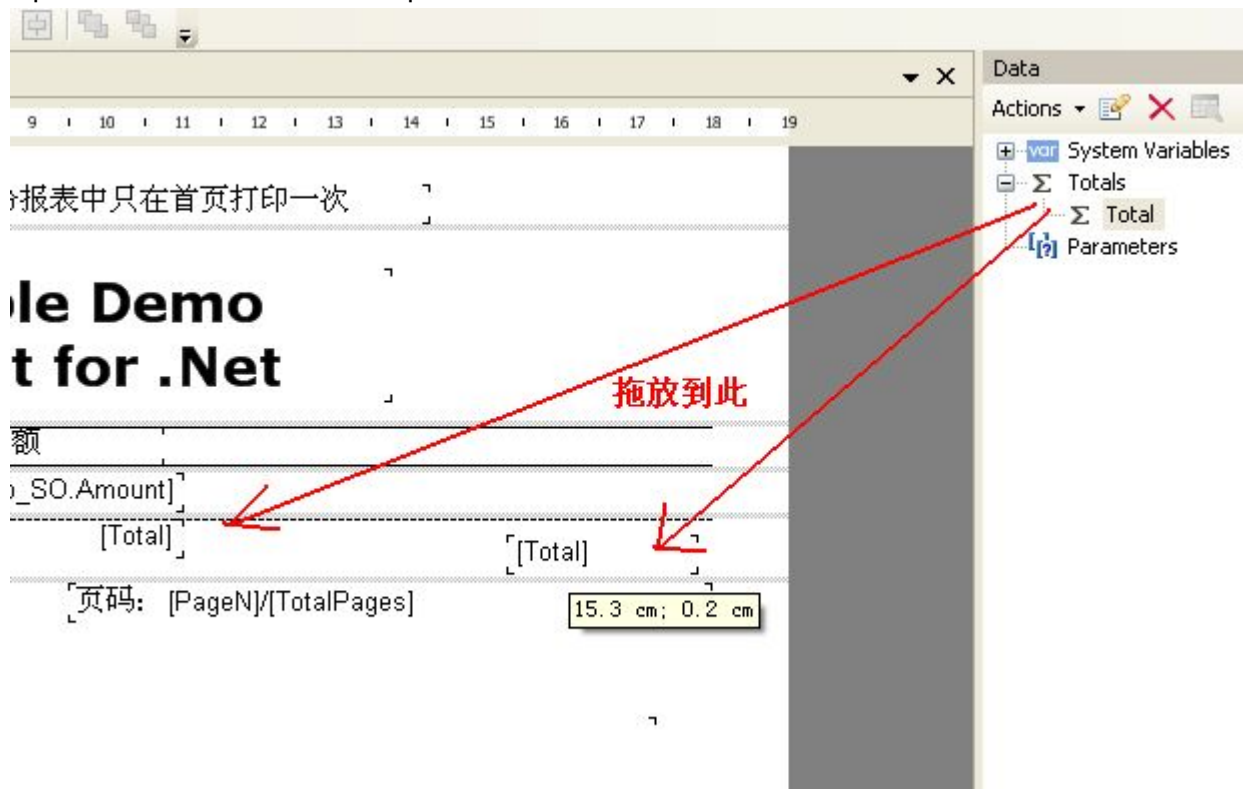 Data
Actions
9 10 11 12 13 14 15 16 17 18 19
var System Variables
Σ Totals
Σ Total
[?] Parameters
报表中只在首页打印一次
le Demo
t for .Net
拖放到此
额
_SO.Amount]
[Total]
[Total]
页码： [PageN]/[TotalPages]
15.3 cm; 0.2 cm